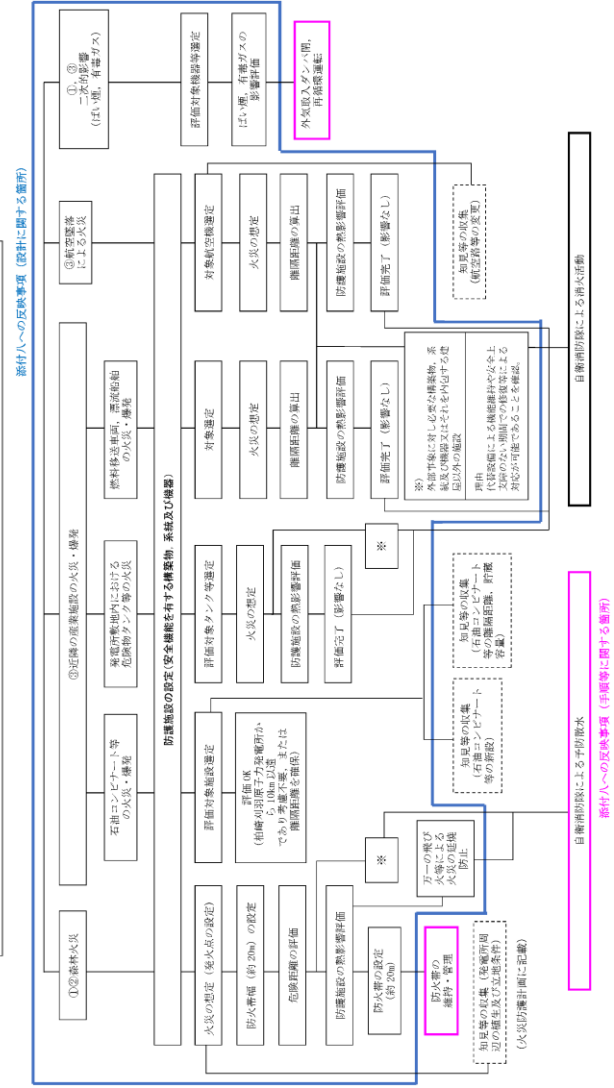 添付八への反映事項（設計に関する箇所）
①②森林火災
②近隣の産業施設の火災・爆発
石油コンビナート等
の火災・爆発
発電所敷地内における
危険物タンク等の火災
燃料移送車両，漂流船舶
の火災・爆発
③航空墜落
による火災
①，③
二次的影響
（ばい煙，有毒ガス）
防護施設の設定（安全機能を有する構築物，系統及び機器）
火災の想定（発火点の設定）
防火帯幅（約20m）の設定
危険距離の評価
防護施設の熱影響評価
防火帯の設定
（約20m）
防火帯の
維持・管理
知見等の収集（発電所周
辺の植生及び立地条件）
（火災防護計画に記載）
※
万一の飛び
火等による
火災の延焼
防止
評価対象施設選定
評価OK
（柏崎刈羽原子力発電所か
ら10km以遠
であり考慮不要，または
離隔距離を確保）
知見等の収集
（石油コンビナート
等の新設）
知見等の収集
（石油コンビナート
等の離隔距離，貯蔵
容量）
評価対象タンク等選定
火災の想定
防護施設の熱影響評価
評価完了（影響なし）
※
対象選定
火災の想定
離隔距離の算出
防護施設の熱影響評価
評価完了（影響なし）
※）
外部事象に対し必要な構築物，系
統及び機器又はそれを内包する建
屋以外の施設
理由
代替設備による機能維持や安全上
支障のない期間での修復等による
対応が可能であることを確認。
対象航空機選定
火災の想定
離隔距離の算出
防護施設の熱影響評価
評価完了（影響なし）
知見等の収集
（航空路等の変更）
評価対象機器等選定
ばい煙，有毒ガスの
影響評価
外気取入ダンパ閉，
再循環運転
自衛消防隊による予防散水
自衛消防隊による消火活動
添付八への反映事項（手順等に関する箇所）